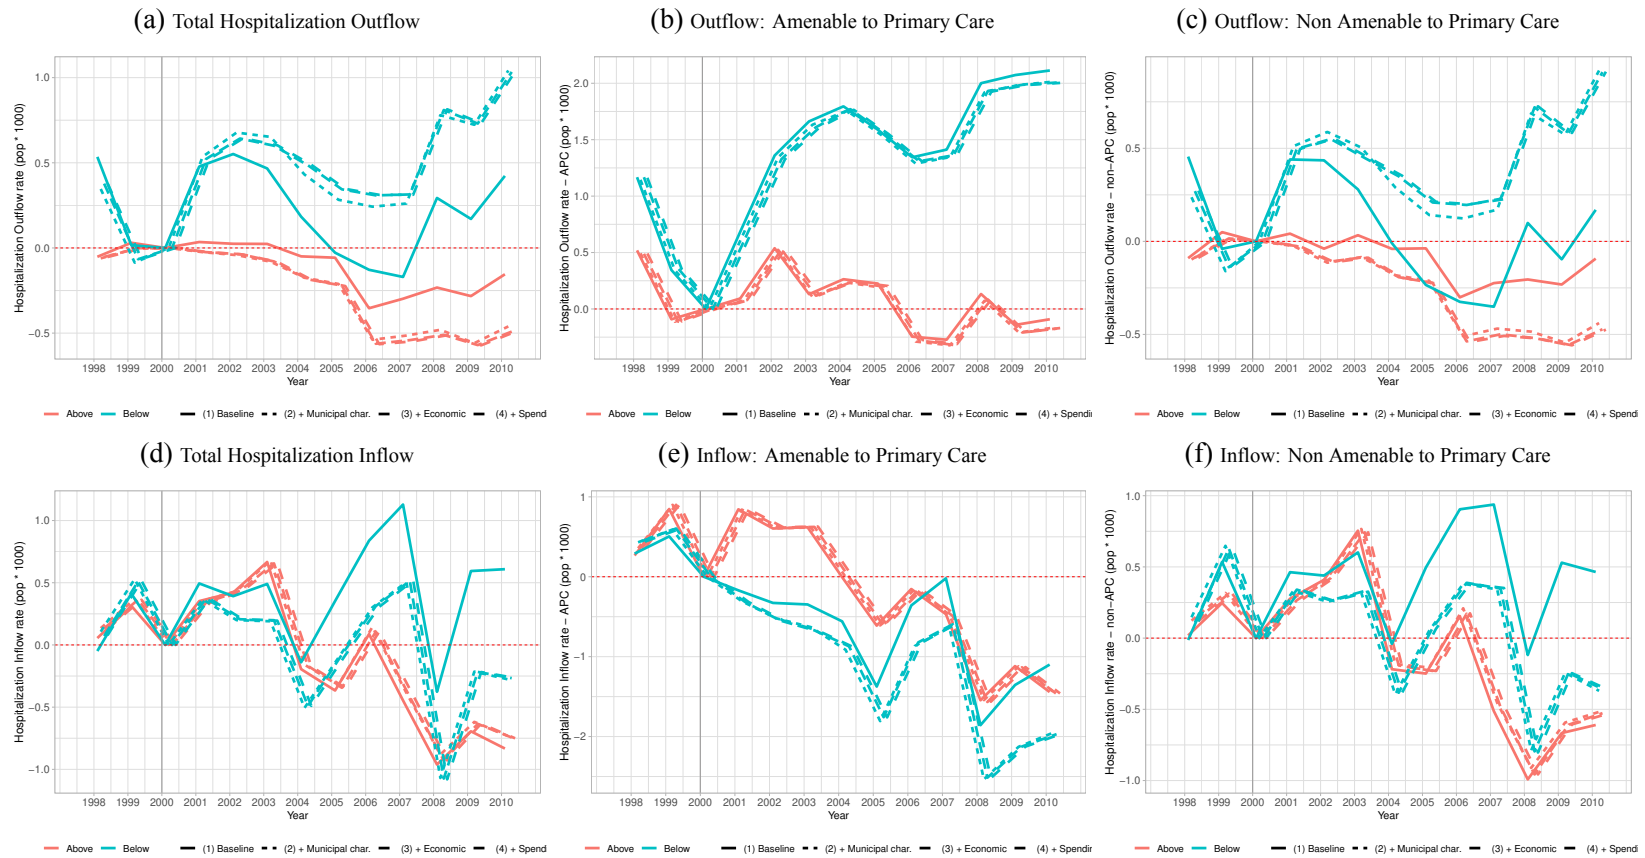 (a) Total Hospitalization Outflow
(b) Outflow: Amenable to Primary Care
(c) Outflow: Non Amenable to Primary Care
Hospitalization Outflow rate (pop * 1000)
1.0
0.5
0.0
−0.5
1998 1999 2000 2001 2002 2003 2004 2005 2006 2007 2008 2009 2010
Year
Above Below (1) Baseline (2) + Municipal char. (3) + Economic (4) + Spend
Hospitalization Outflow rate − APC (pop * 1000)
2.0
1.5
1.0
0.5
0.0
1998 1999 2000 2001 2002 2003 2004 2005 2006 2007 2008 2009 2010
Year
Above Below (1) Baseline (2) + Municipal char. (3) + Economic (4) + Spendi
Hospitalization Outflow rate − non−APC (pop * 1000)
0.5
0.0
−0.5
1998 1999 2000 2001 2002 2003 2004 2005 2006 2007 2008 2009 2010
Year
Above Below (1) Baseline (2) + Municipal char. (3) + Economic (4) + Spendi
(d) Total Hospitalization Inflow
(e) Inflow: Amenable to Primary Care
(f) Inflow: Non Amenable to Primary Care
Hospitalization Inflow rate (pop * 1000)
1.0
0.5
0.0
−0.5
−1.0
1998 1999 2000 2001 2002 2003 2004 2005 2006 2007 2008 2009 2010
Year
Above Below (1) Baseline (2) + Municipal char. (3) + Economic (4) + Spend
Hospitalization Inflow rate − APC (pop * 1000)
1
0
−1
−2
1998 1999 2000 2001 2002 2003 2004 2005 2006 2007 2008 2009 2010
Year
Above Below (1) Baseline (2) + Municipal char. (3) + Economic (4) + Spendir
Hospitalization Inflow rate − non−APC (pop * 1000)
1.0
0.5
0.0
−0.5
−1.0
1998 1999 2000 2001 2002 2003 2004 2005 2006 2007 2008 2009 2010
Year
Above Below (1) Baseline (2) + Municipal char. (3) + Economic (4) + Spendi